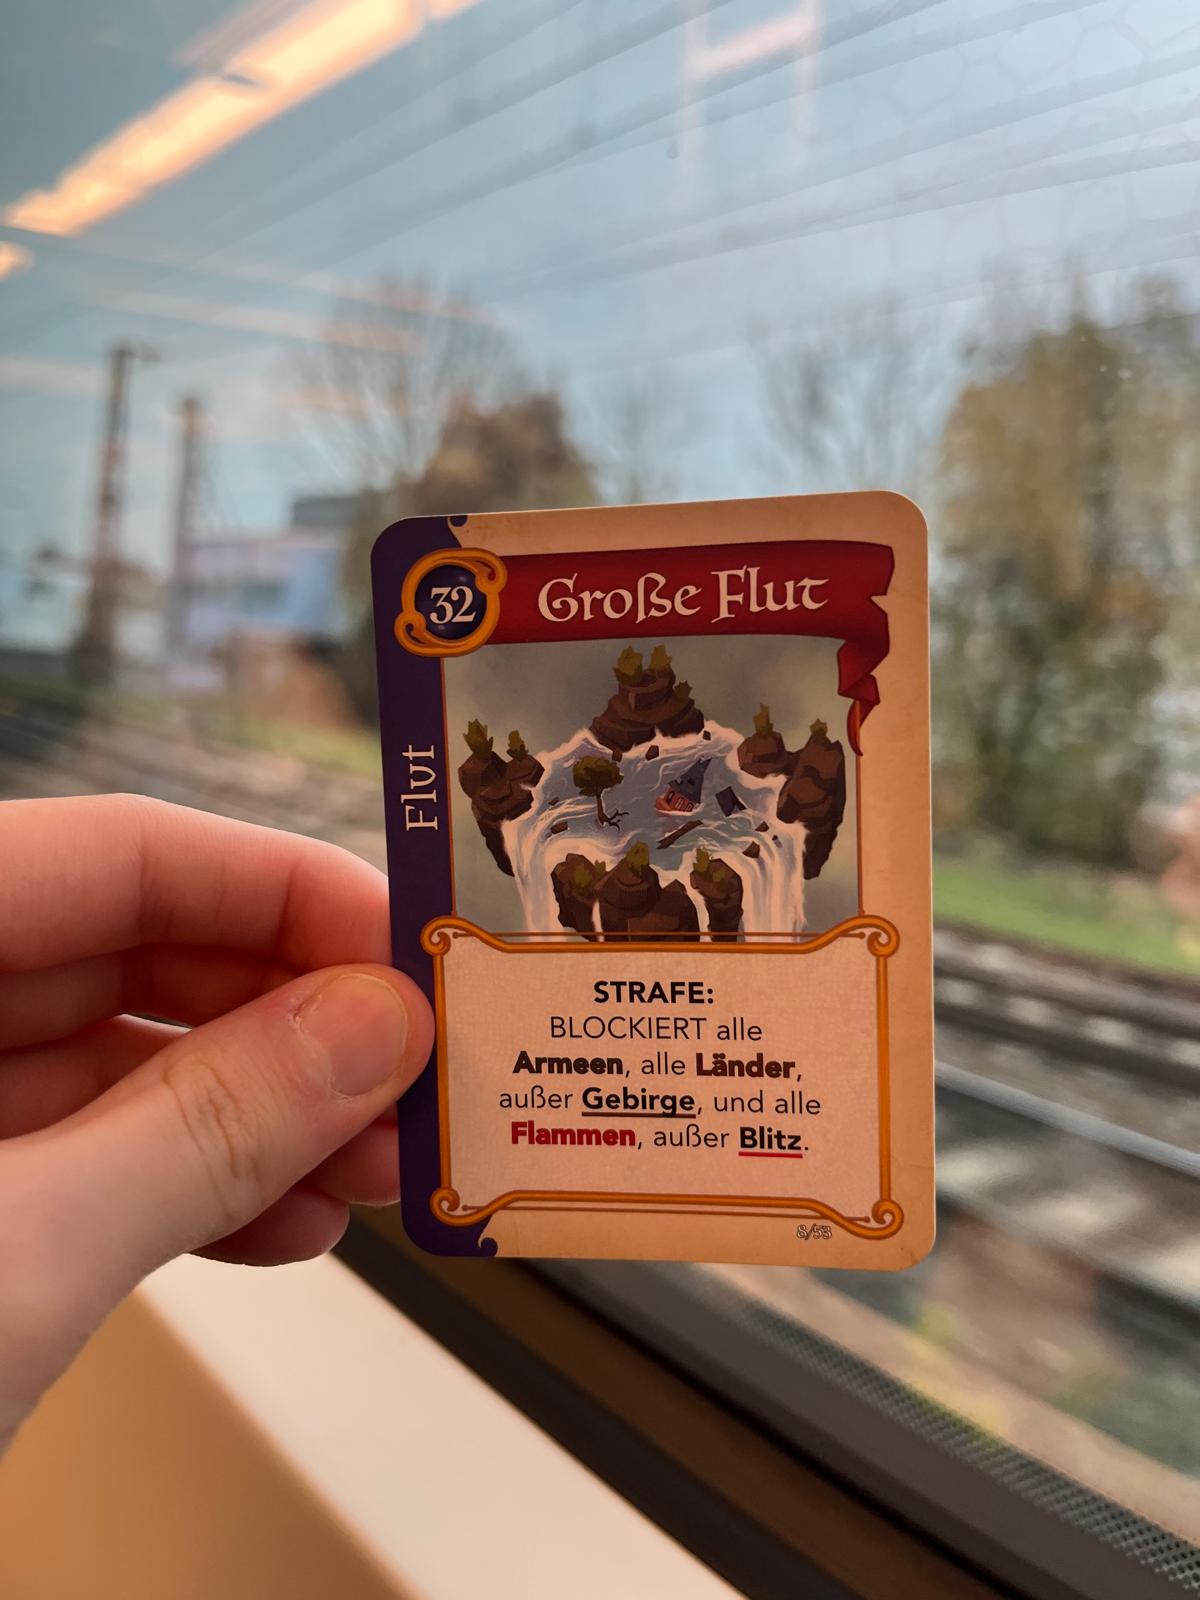 32
Große Flut
Flut
STRAFE:
BLOCKIERT alle
Armeen, alle Länder,
außer Gebirge, und alle
Flammen, außer Blitz.
8/53